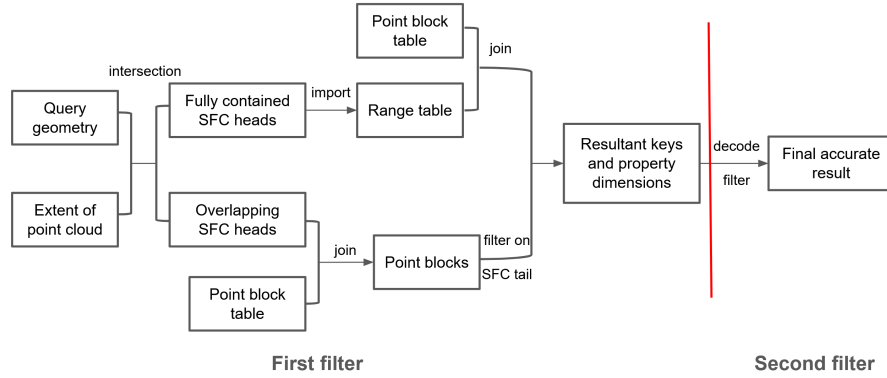 Point block
table
join
intersection
Query
geometry
Fully contained
SFC heads
import
Range table
Extent of
point cloud
Overlapping
SFC heads
join
Point block
table
Point blocks
filter on
SFC tail
Resultant keys
and property
dimensions
decode
filter
Final accurate
result
First filter
Second filter